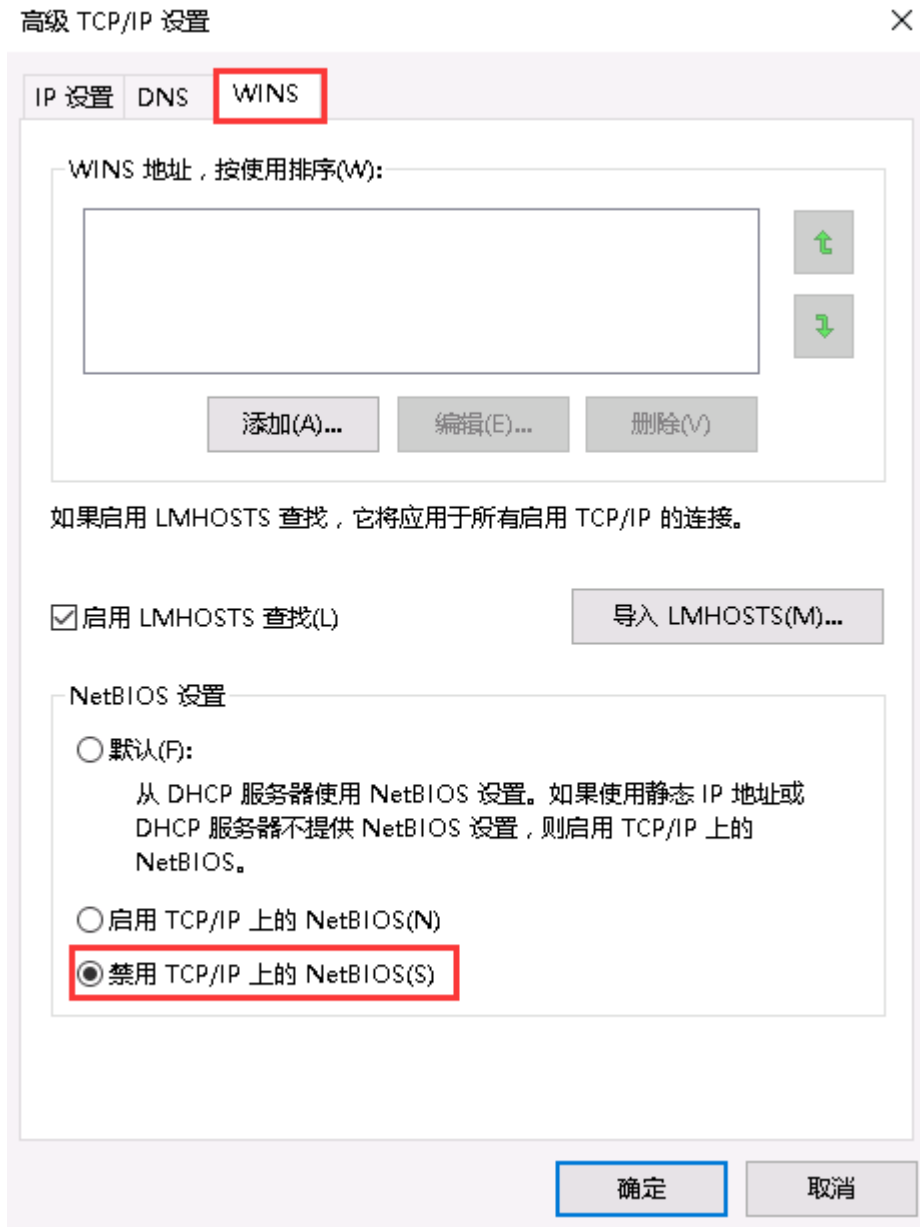 高级 TCP/IP 设置
IP 设置 DNS WINS
WINS 地址，按使用排序(W):
添加(A)... 编辑(E)... 删除(V)
如果启用 LMHOSTS 查找，它将应用于所有启用 TCP/IP 的连接。
启用 LMHOSTS 查找(L) 导入 LMHOSTS(M)...
NetBIOS 设置
默认(F):
从 DHCP 服务器使用 NetBIOS 设置。如果使用静态 IP 地址或
DHCP 服务器不提供 NetBIOS 设置，则启用 TCP/IP 上的
NetBIOS。
启用 TCP/IP 上的 NetBIOS(N)
禁用 TCP/IP 上的 NetBIOS(S)
确定 取消